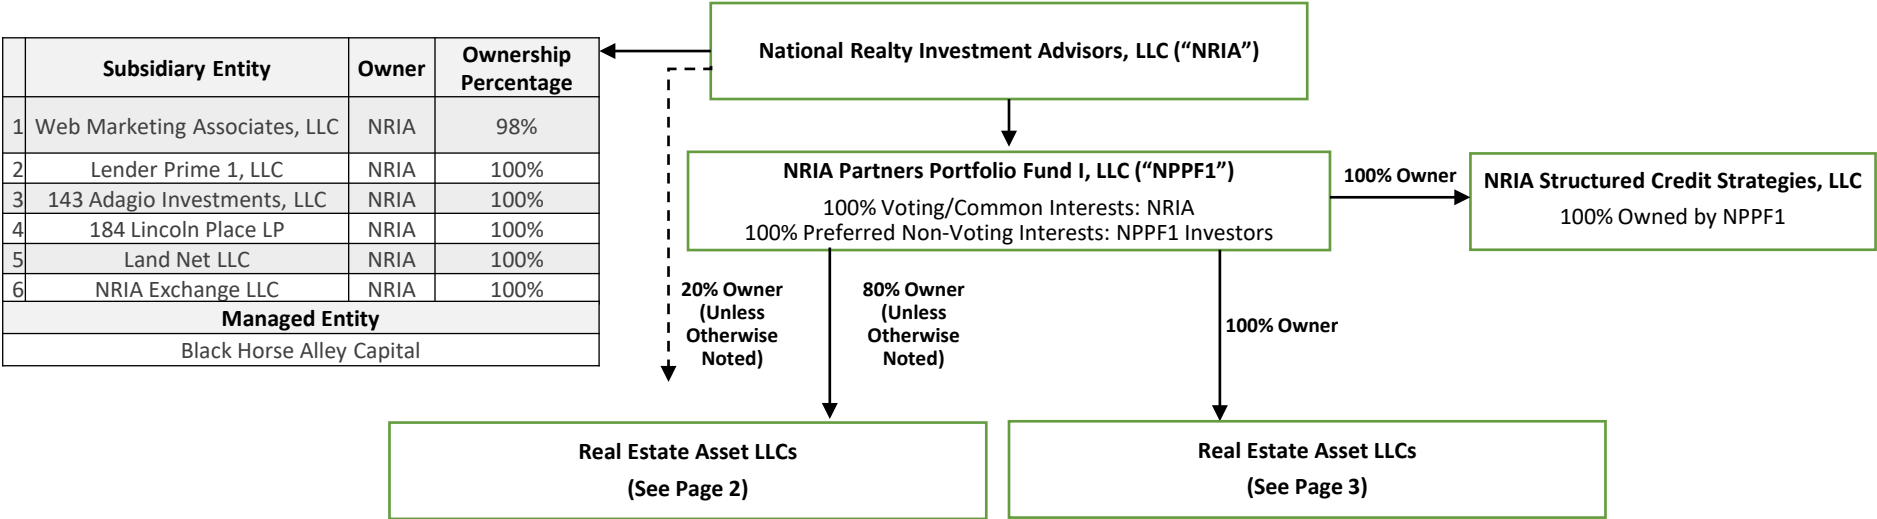 National Realty Investment Advisors, LLC (“NRIA”)
Subsidiary Entity Owner Ownership
Percentage
1 Web Marketing Associates, LLC NRIA 98%
2 Lender Prime 1, LLC NRIA 100%
3 143 Adagio Investments, LLC NRIA 100%
4 184 Lincoln Place LP NRIA 100%
5 Land Net LLC NRIA 100%
6 NRIA Exchange LLC NRIA 100%
Managed Entity
Black Horse Alley Capital
NRIA Partners Portfolio Fund I, LLC (“NPPF1”)
100% Voting/Common Interests: NRIA
100% Preferred Non-Voting Interests: NPPF1 Investors
100% Owner
NRIA Structured Credit Strategies, LLC
100% Owned by NPPF1
20% Owner
(Unless
Otherwise
Noted)
80% Owner
(Unless
Otherwise
Noted)
100% Owner
Real Estate Asset LLCs
(See Page 2)
Real Estate Asset LLCs
(See Page 3)